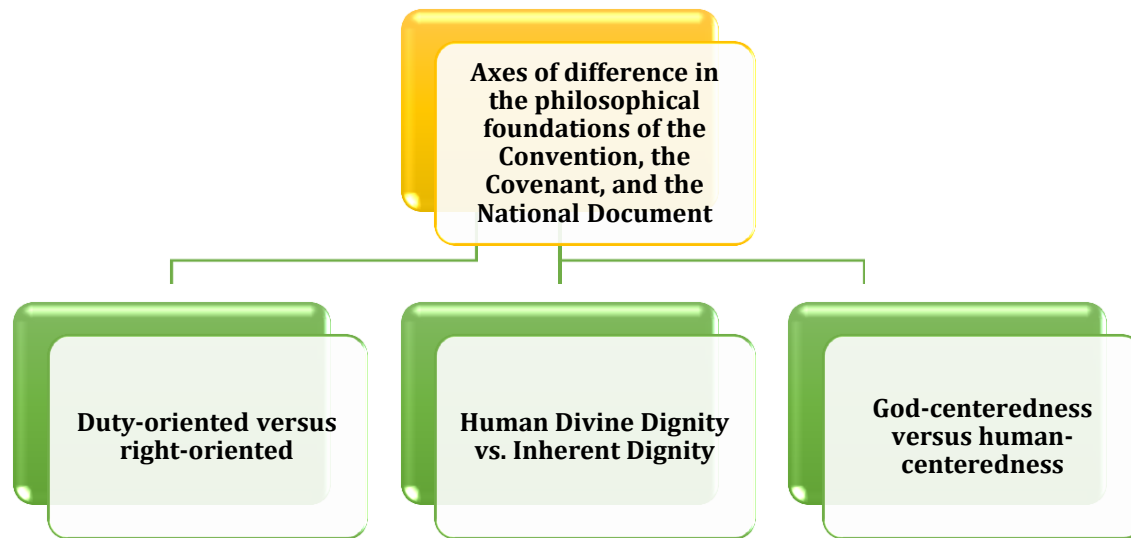 Axes of difference in
the philosophical
foundations of the
Convention, the
Covenant, and the
National Document
Duty-oriented versus
right-oriented
Human Divine Dignity
vs. Inherent Dignity
God-centeredness
versus human-
centeredness